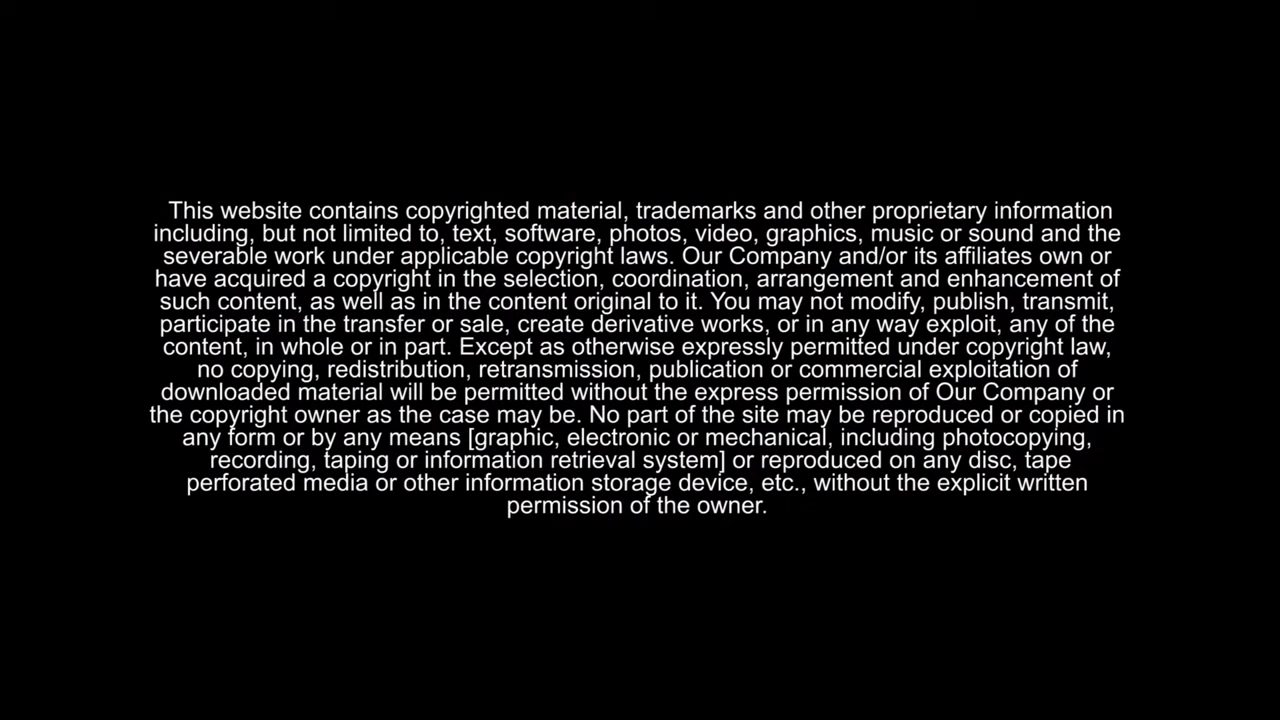 This website contains copyrighted material, trademarks and other proprietary information
including, but not limited to, text, software, photos, video, graphics, music or sound and the
severable work under applicable copyright laws. Our Company and/or its affiliates own or
have acquired a copyright in the selection, coordination, arrangement and enhancement of
such content, as well as in the content original to it. You may not modify, publish, transmit,
participate in the transfer or sale, create derivative works, or in any way exploit, any of the
content, in whole or in part. Except as otherwise expressly permitted under copyright law,
no copying, redistribution, retransmission, publication or commercial exploitation of
downloaded material will be permitted without the express permission of Our Company or
the copyright owner as the case may be. No part of the site may be reproduced or copied in
any form or by any means [graphic, electronic or mechanical, including photocopying,
recording, taping or information retrieval system] or reproduced on any disc, tape
perforated media or other information storage device, etc., without the explicit written
permission of the owner.